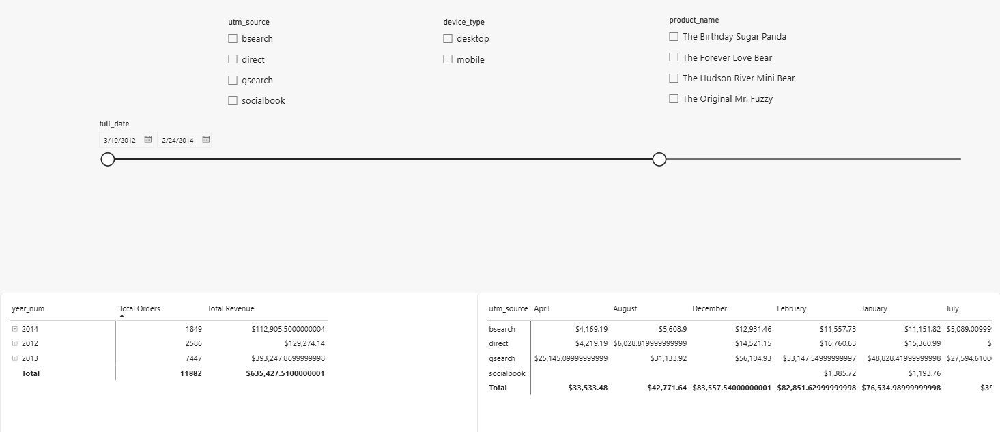 utm_source
bsearch
direct
gsearch
socialbook
device_type
desktop
mobile
product_name
The Birthday Sugar Panda
The Forever Love Bear
The Hudson River Mini Bear
The Original Mr. Fuzzy
full_date
3/19/2012 2/24/2014
year_num Total Orders Total Revenue
2014 1849 $112,905.5000000004
2012 2586 $129,274.14
2013 7447 $393,247.8699999998
Total 11882 $635,427.5100000001
utm_source April August December February January July
bsearch $4,169.19 $5,608.9 $12,931.46 $11,557.73 $11,151.82 $5,089.009999
direct $4,219.19 $6,028.819999999999 $14,521.15 $16,760.63 $15,360.99 $
gsearch $25,145.09999999999 $31,133.92 $56,104.93 $53,147.54999999997 $48,828.41999999998 $27,594.6100
socialbook $1,385.72 $1,193.76
Total $33,533.48 $42,771.64 $83,557.54000000001 $82,851.62999999998 $76,534.98999999998 $39